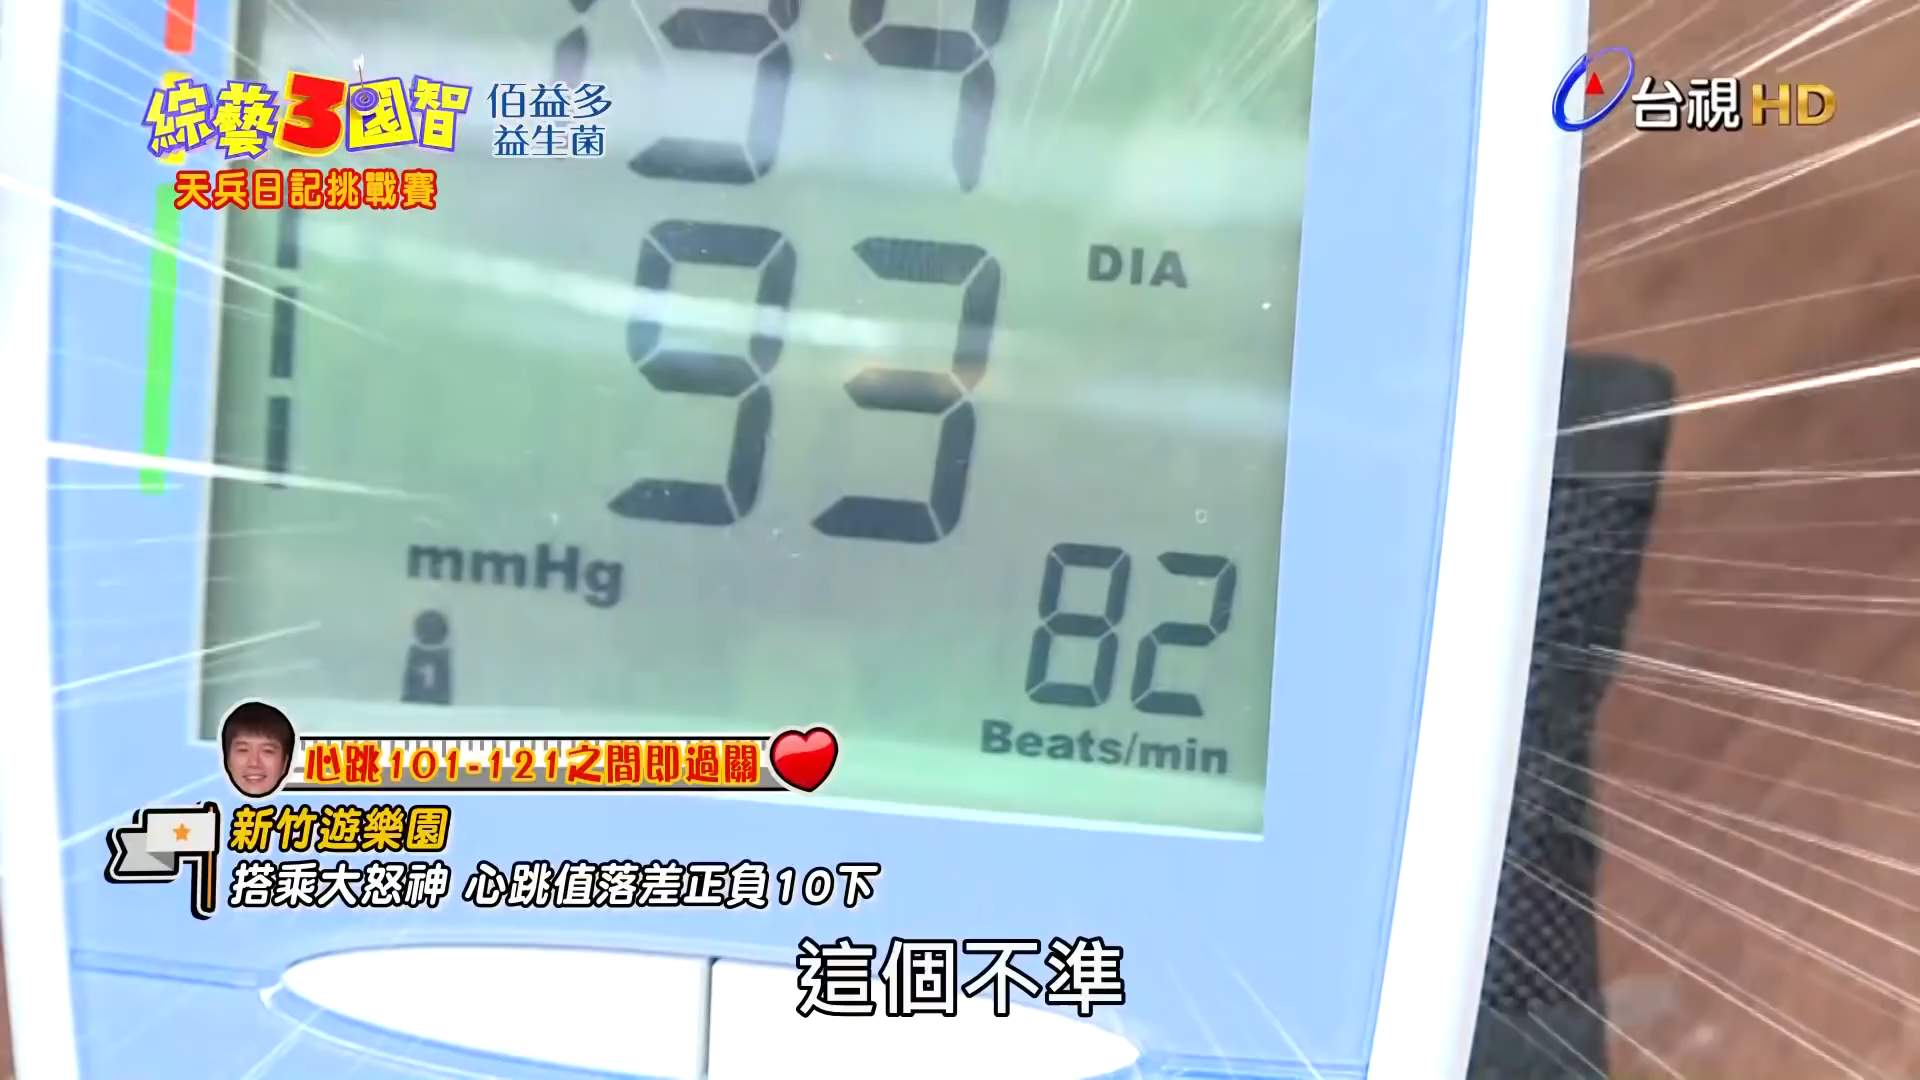 綜藝3國智
佰益多
益生菌
天兵日記挑戰賽
台視HD
93
DIA
mmHg
1
82
Beats/min
心跳101-121之間即過關
新竹遊樂園
搭乘大怒神 心跳值落差正負10下
這個不準